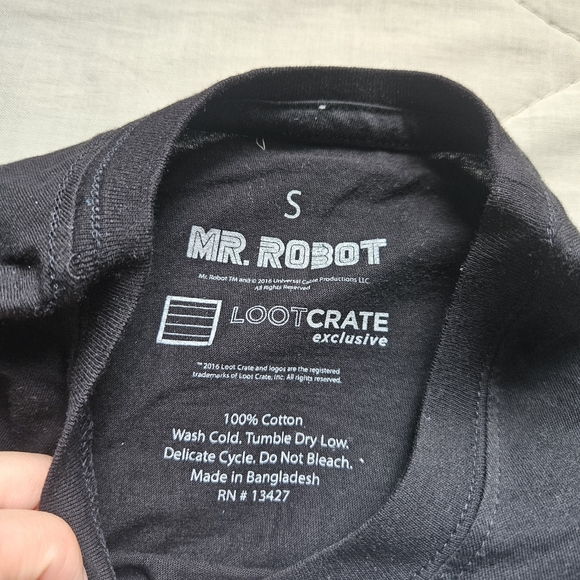 S
MR. ROBOT
Mr. Robot TM and © 2016 Universal Cable Productions LLC
All Rights Reserved
LOOTCRATE
exclusive
™2016 Loot Crate and logos are the registered
trademarks of Loot Crate, Inc. All rights reserved.
100% Cotton
Wash Cold. Tumble Dry Low.
Delicate Cycle. Do Not Bleach.
Made in Bangladesh
RN # 13427